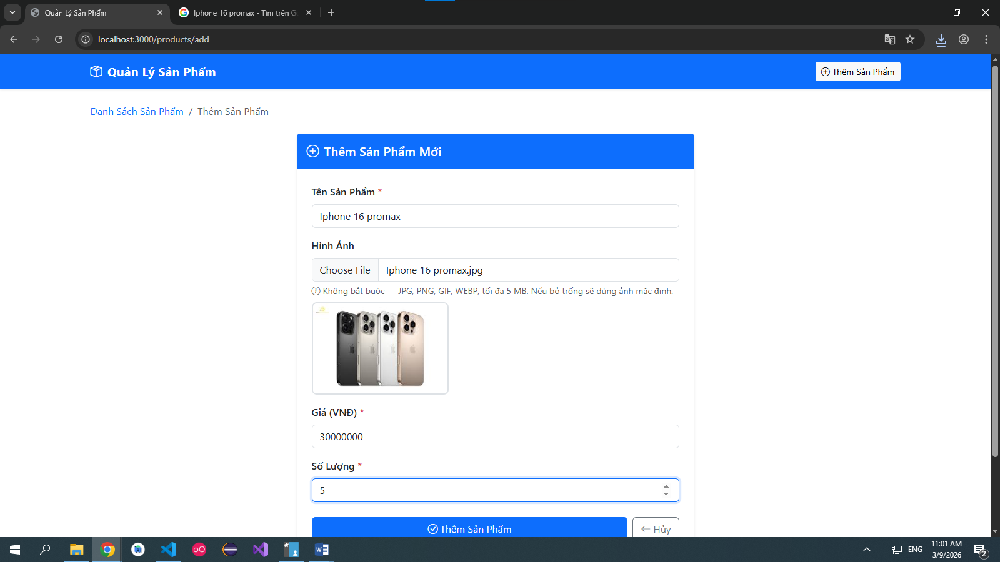 Quản Lý Sản Phẩm
Iphone 16 promax - Tìm trên G
localhost:3000/products/add
Quản Lý Sản Phẩm
Thêm Sản Phẩm
Danh Sách Sản Phẩm / Thêm Sản Phẩm
Thêm Sản Phẩm Mới
Tên Sản Phẩm *
Iphone 16 promax
Hình Ảnh
Choose File Iphone 16 promax.jpg
Không bắt buộc — JPG, PNG, GIF, WEBP, tối đa 5 MB. Nếu bỏ trống sẽ dùng ảnh mặc định.
Giá (VNĐ) *
30000000
Số Lượng *
5
Thêm Sản Phẩm
← Hủy
ENG
11:01 AM
3/9/2026
2